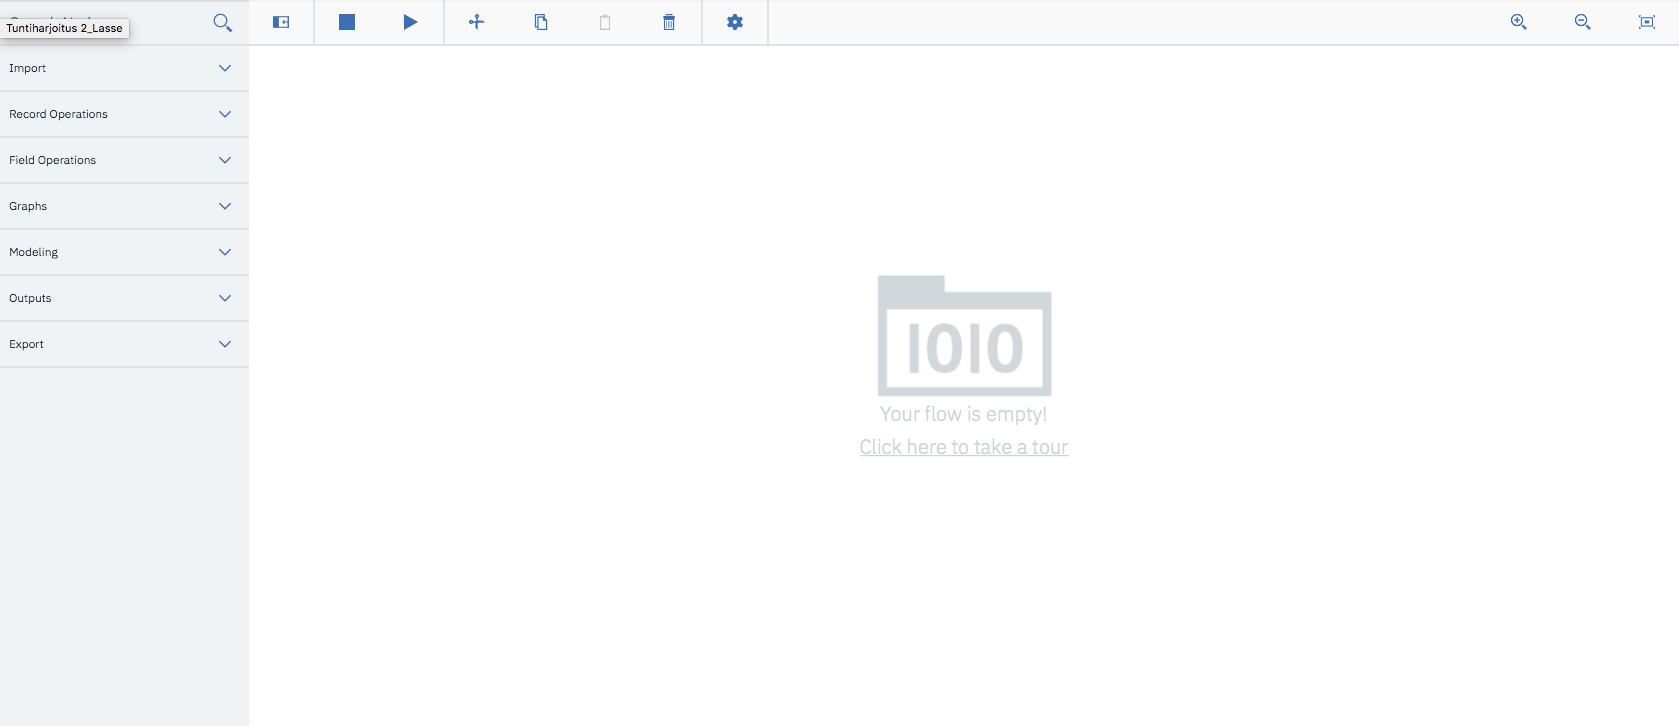 Tuntiharjoitus 2_Lasse
Import
Record Operations
Field Operations
Graphs
Modeling
Outputs
Export
1010
Your flow is empty!
Click here to take a tour